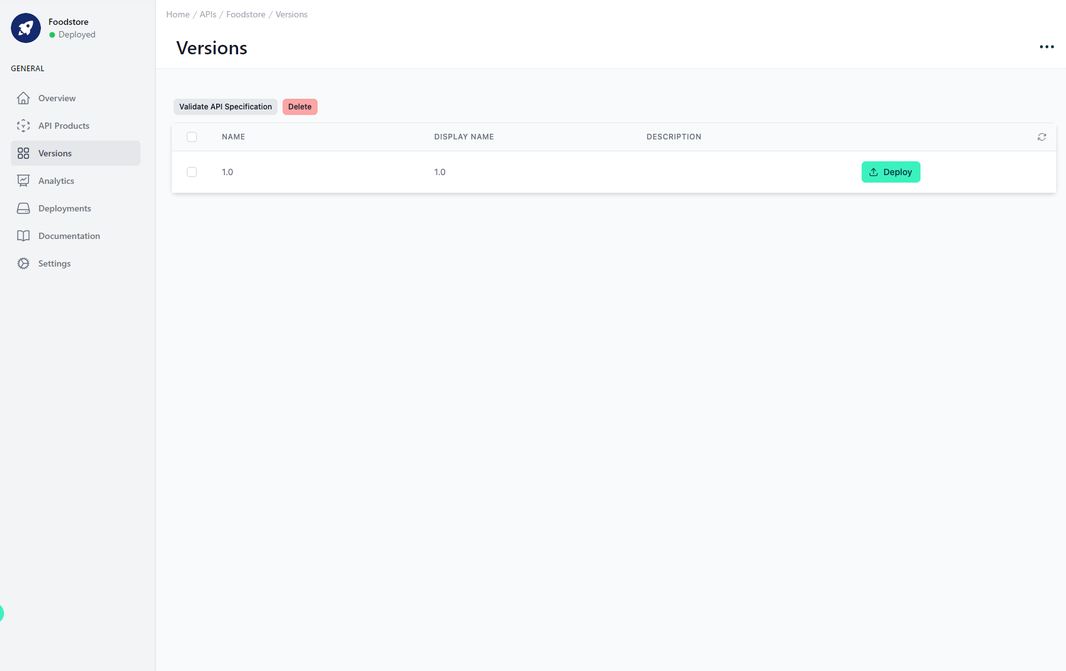 Foodstore
Deployed
GENERAL
Overview
API Products
Versions
Analytics
Deployments
Documentation
Settings
Home / APIs / Foodstore / Versions
Versions
Validate API Specification Delete
NAME DISPLAY NAME DESCRIPTION
1.0 1.0 Deploy